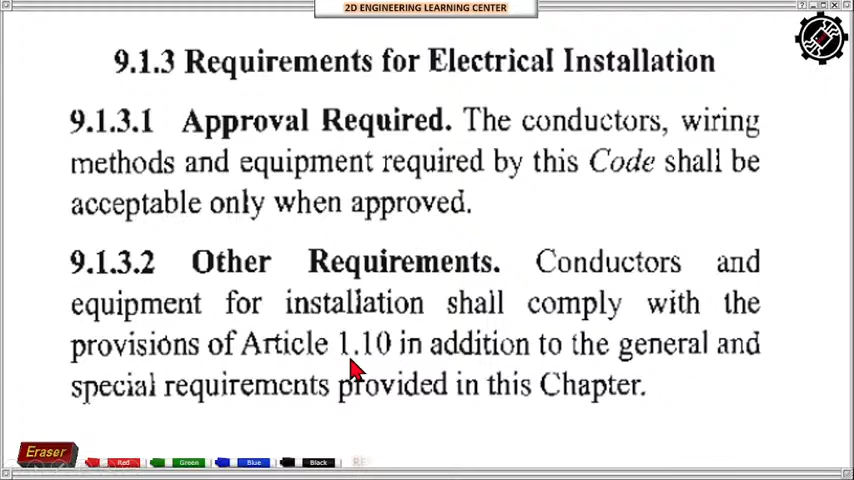 2D ENGINEERING LEARNING CENTER
9.1.3 Requirements for Electrical Installation
9.1.3.1 Approval Required. The conductors, wiring
methods and equipment required by this Code shall be
acceptable only when approved.
9.1.3.2 Other Requirements. Conductors and
equipment for installation shall comply with the
provisions of Article 1.10 in addition to the general and
special requirements provided in this Chapter.
Eraser
Red Green Blue Black